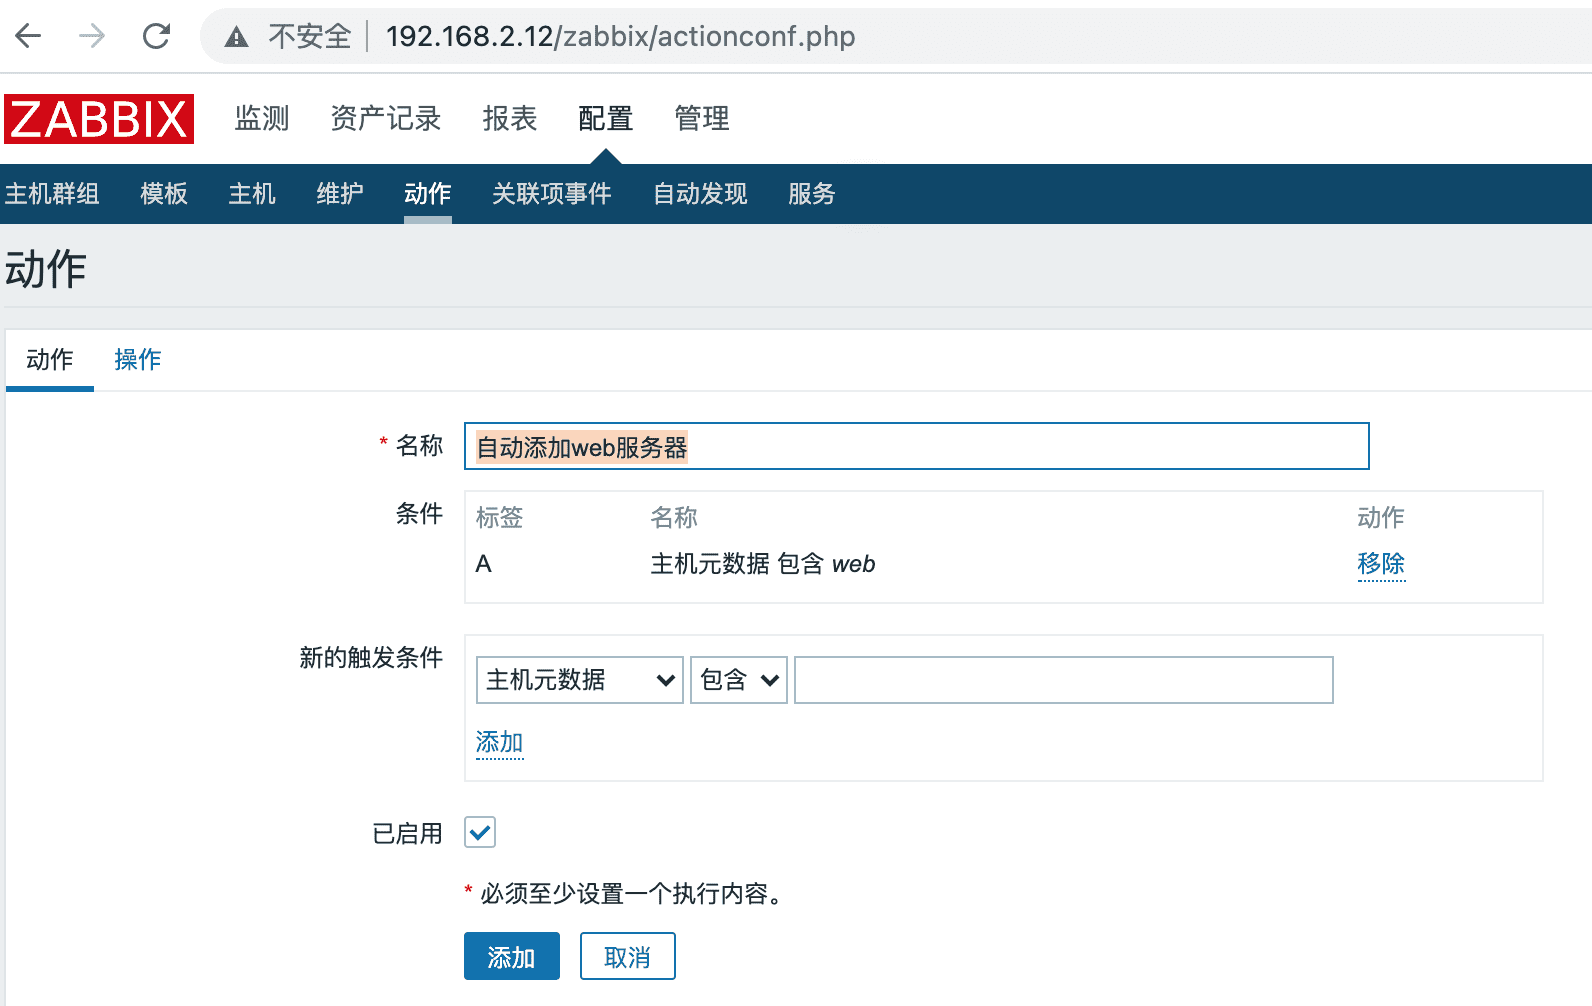 不安全 192.168.2.12/zabbix/actionconf.php
ZABBIX 监测 资产记录 报表 配置 管理
主机群组 模板 主机 维护 动作 关联项事件 自动发现 服务
动作
动作 操作
* 名称 自动添加web服务器
条件 标签 名称 动作
A 主机元数据 包含 web 移除
新的触发条件 主机元数据 包含
添加
已启用
* 必须至少设置一个执行内容。
添加 取消